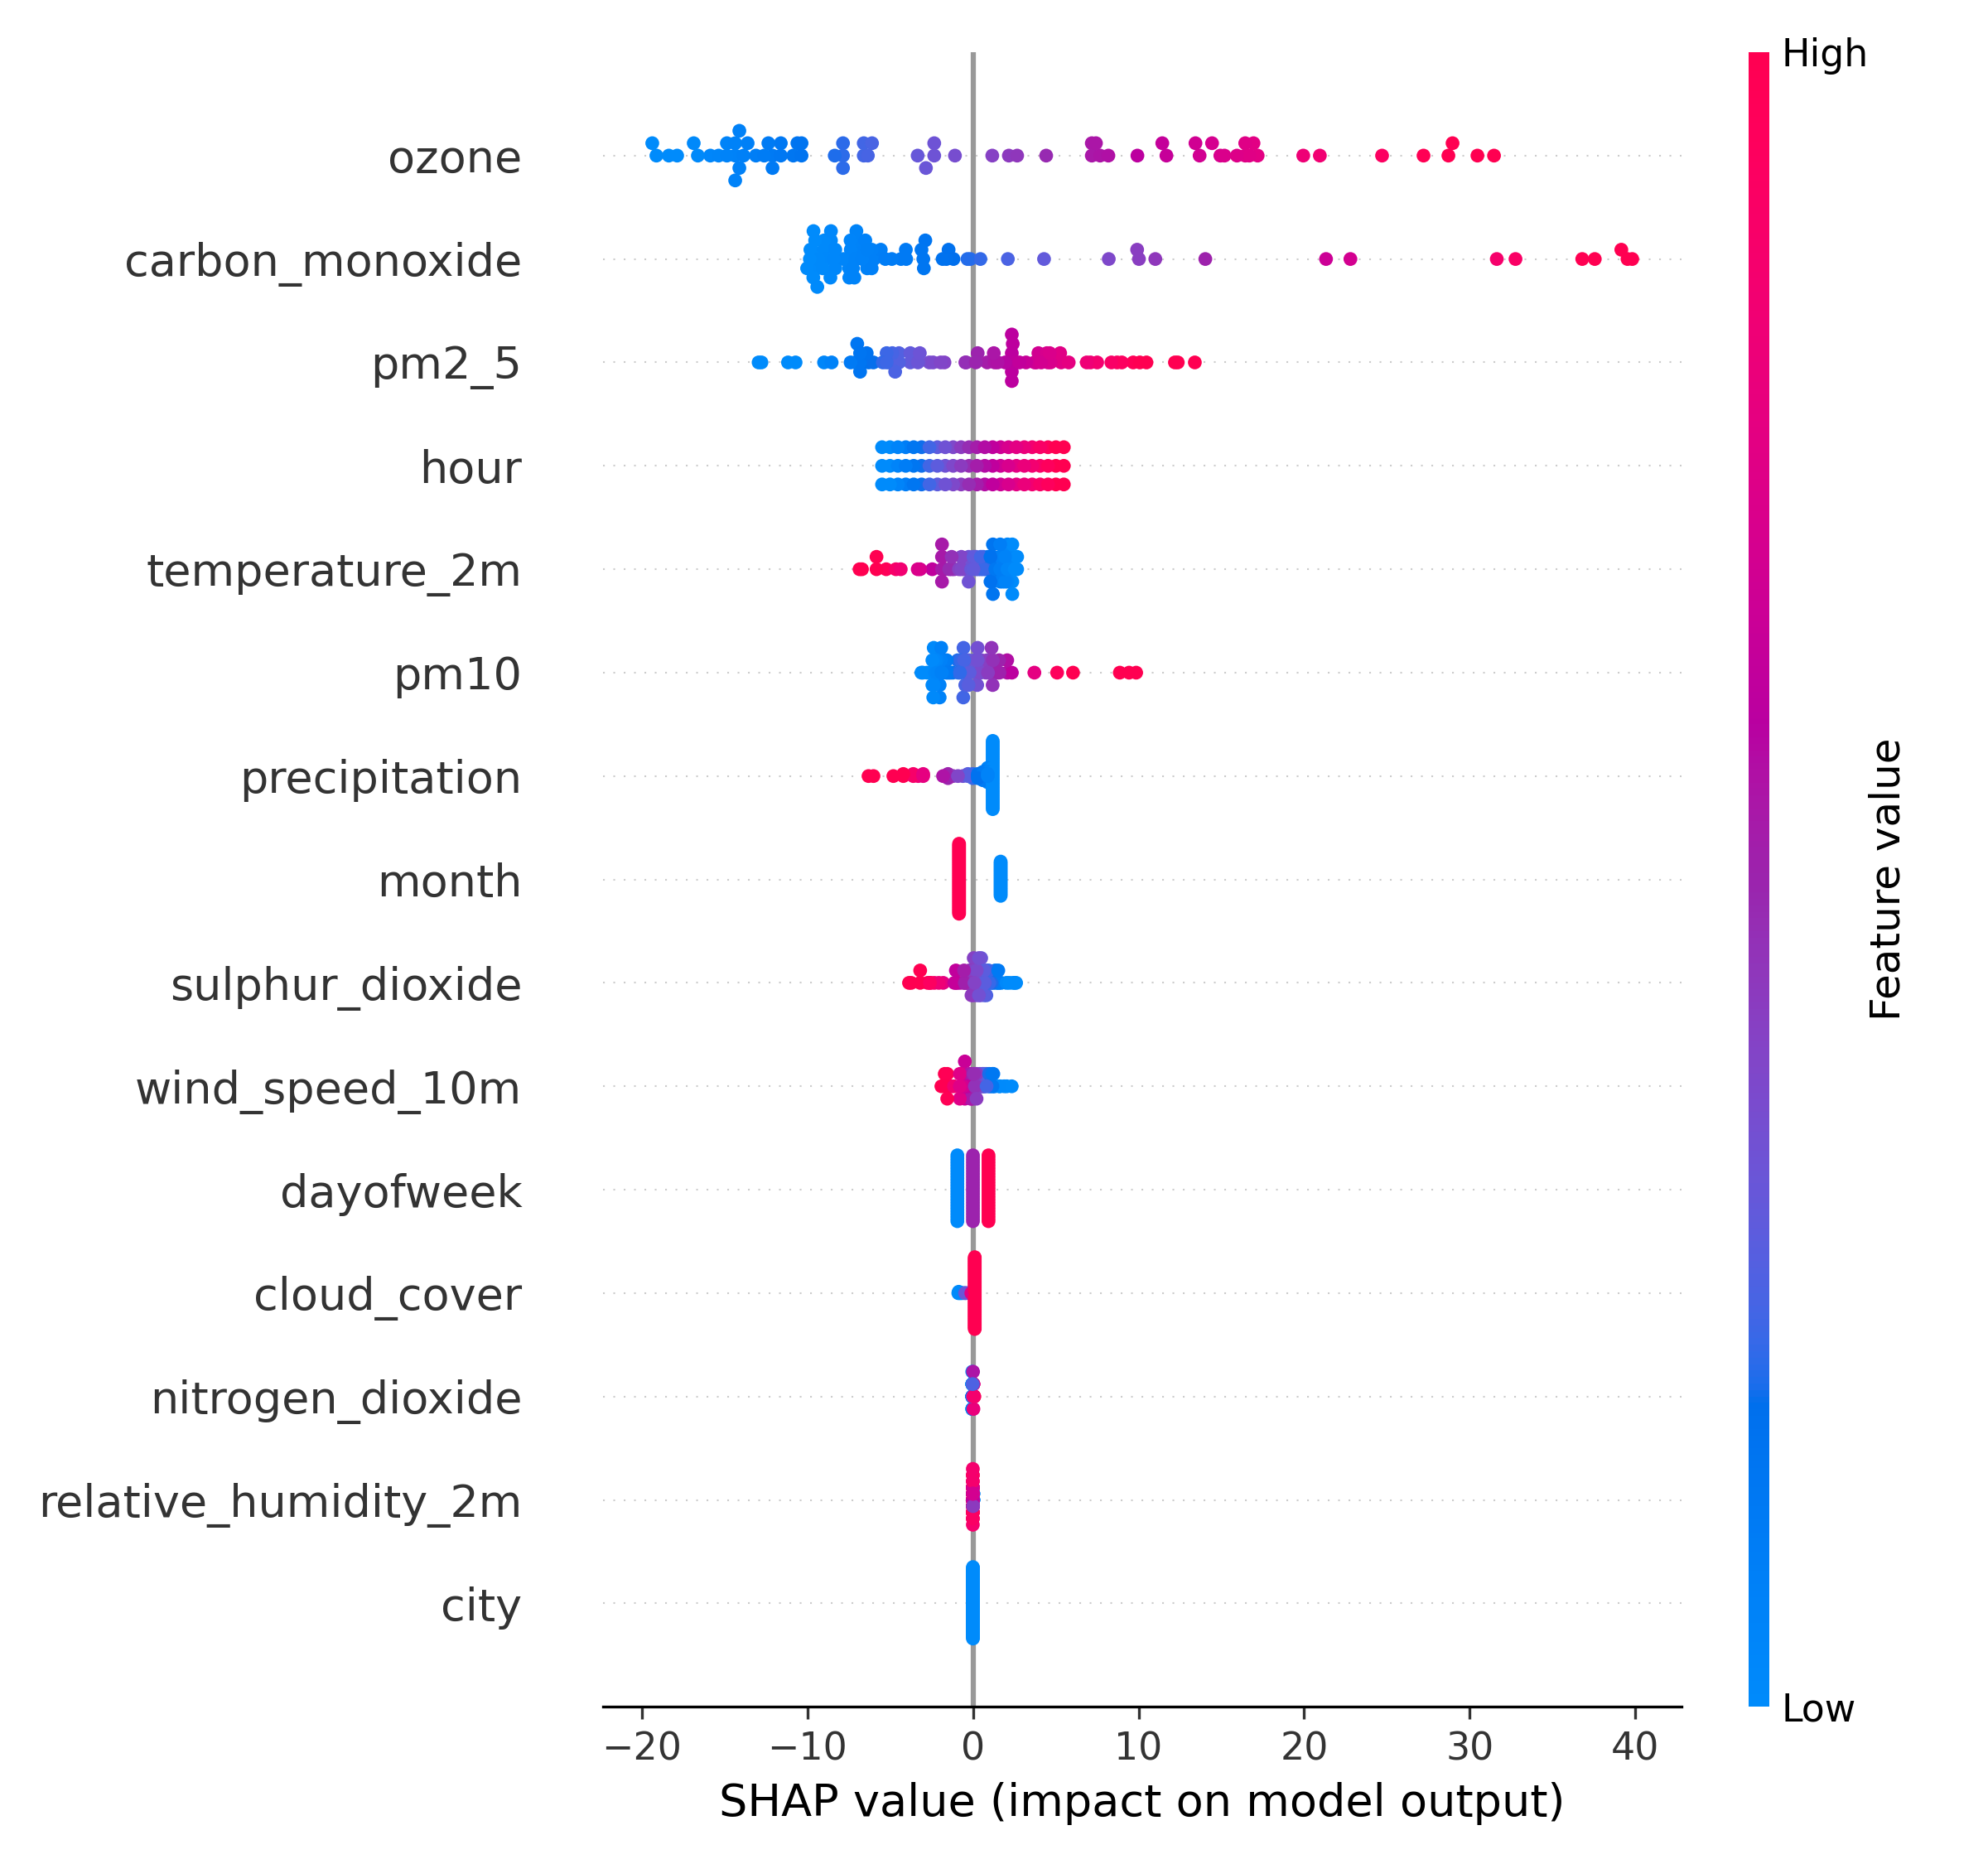 High
ozone
carbon_monoxide
pm2_5
hour
temperature_2m
pm10
precipitation
month
sulphur_dioxide
wind_speed_10m
dayofweek
cloud_cover
nitrogen_dioxide
relative_humidity_2m
city
Feature value
Low
−20 −10 0 10 20 30 40
SHAP value (impact on model output)